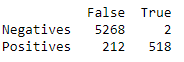 False True
Negatives 5268 2
Positives 212 518